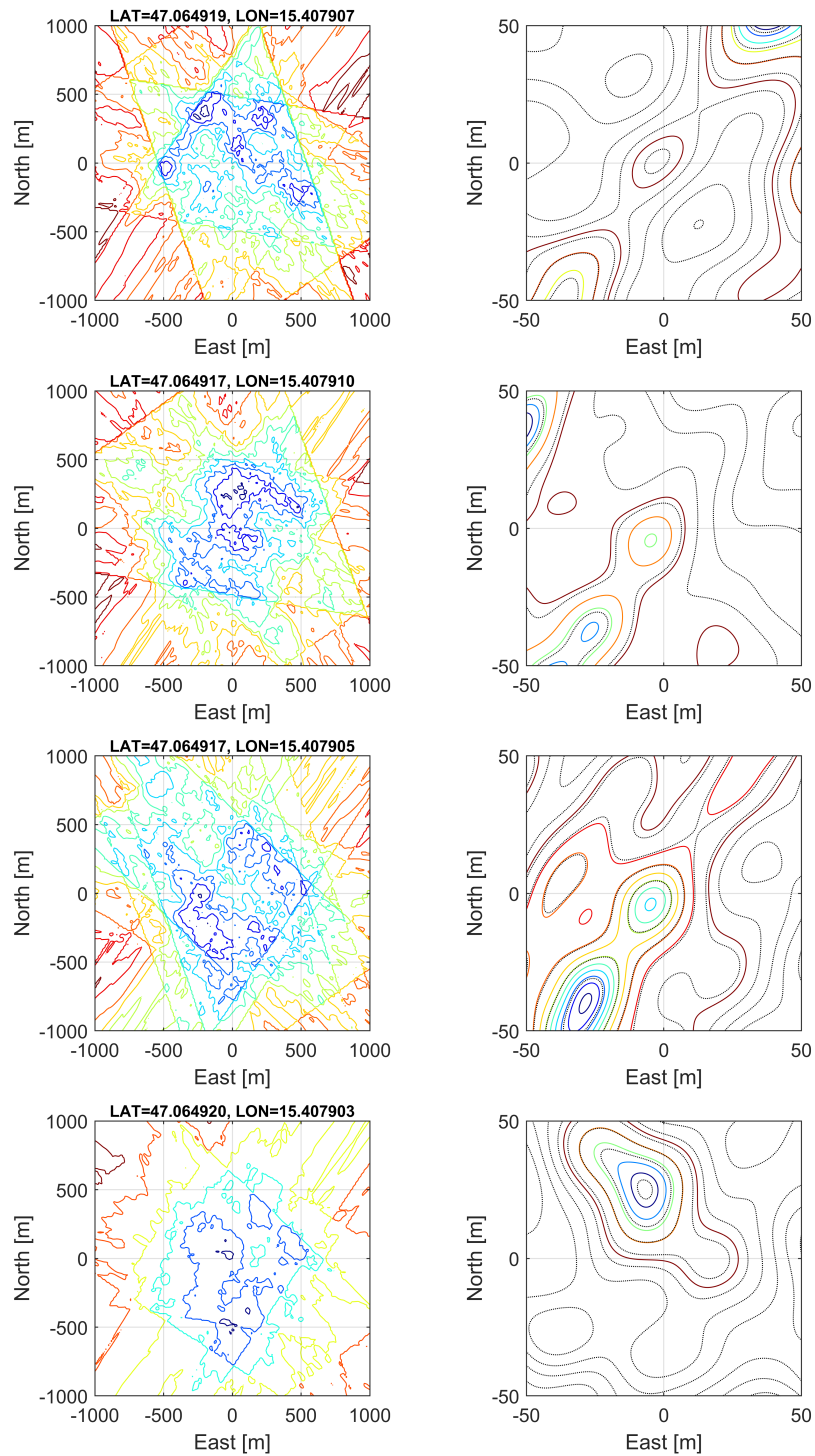 LAT=47.064919, LON=15.407907
1000
500
0
-500
-1000
North [m]
-1000 -500 0 500 1000
East [m]
50
0
-50
North [m]
-50 0 50
East [m]
LAT=47.064917, LON=15.407910
1000
500
0
-500
-1000
North [m]
-1000 -500 0 500 1000
East [m]
50
0
-50
North [m]
-50 0 50
East [m]
LAT=47.064917, LON=15.407905
1000
500
0
-500
-1000
North [m]
-1000 -500 0 500 1000
East [m]
50
0
-50
North [m]
-50 0 50
East [m]
LAT=47.064920, LON=15.407903
1000
500
0
-500
-1000
North [m]
-1000 -500 0 500 1000
East [m]
50
0
-50
North [m]
-50 0 50
East [m]